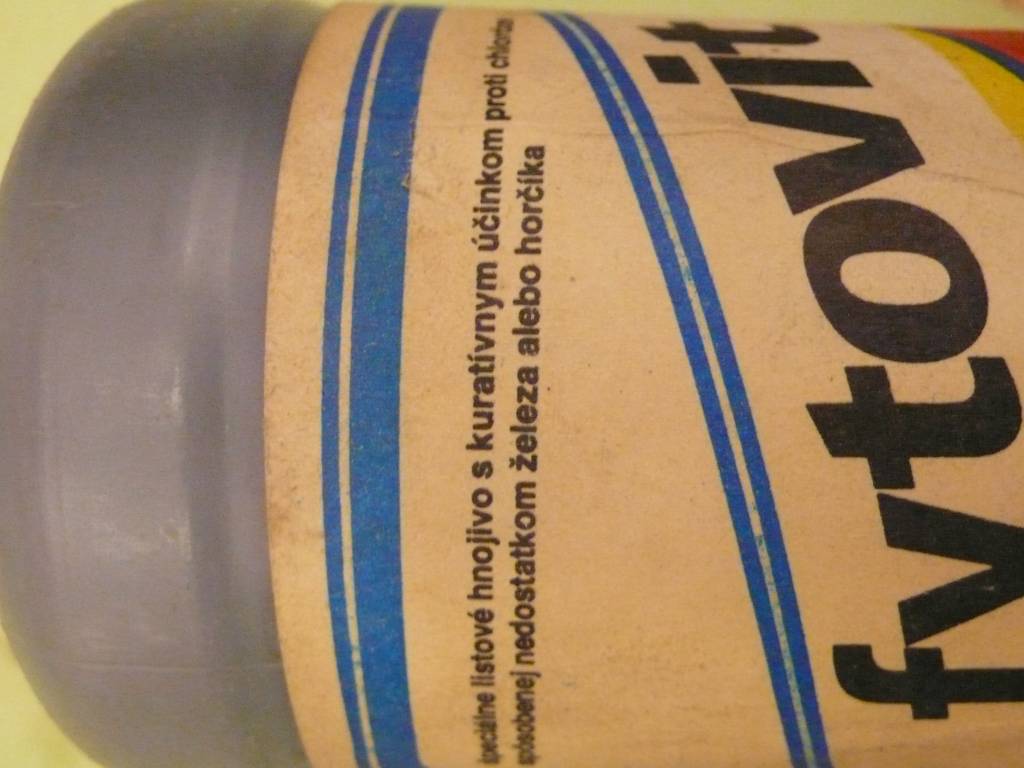 špeciálne listové hnojivo s kuratívnym účinkom proti chloróze
spôsobenej nedostatkom železa alebo horčíka
fytovit